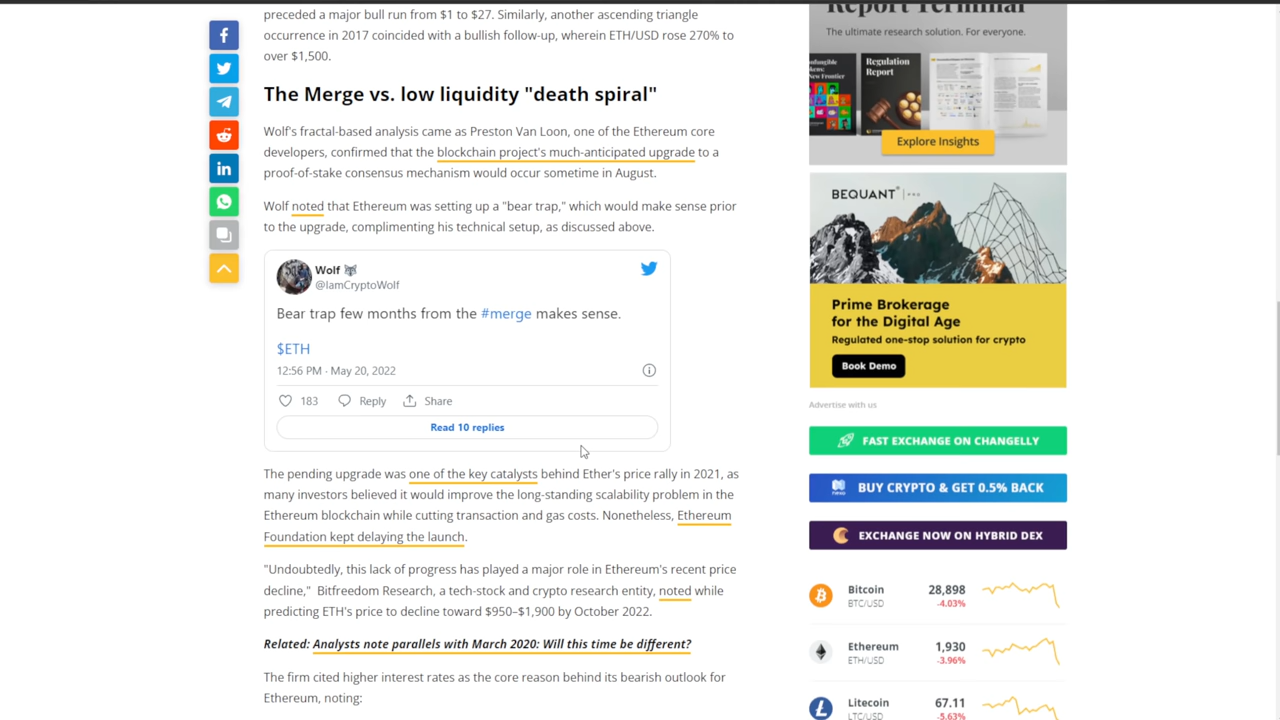 preceded a major bull run from $1 to $27. Similarly, another ascending triangle
occurrence in 2017 coincided with a bullish follow-up, wherein ETH/USD rose 270% to
over $1,500.
The Merge vs. low liquidity "death spiral"
Wolf's fractal-based analysis came as Preston Van Loon, one of the Ethereum core
developers, confirmed that the blockchain project's much-anticipated upgrade to a
proof-of-stake consensus mechanism would occur sometime in August.
Wolf noted that Ethereum was setting up a "bear trap," which would make sense prior
to the upgrade, complimenting his technical setup, as discussed above.
Wolf
@IamCryptoWolf
Bear trap few months from the #merge makes sense.
$ETH
12:56 PM · May 20, 2022
183 Reply Share
Read 10 replies
The pending upgrade was one of the key catalysts behind Ether's price rally in 2021, as
many investors believed it would improve the long-standing scalability problem in the
Ethereum blockchain while cutting transaction and gas costs. Nonetheless, Ethereum
Foundation kept delaying the launch.
"Undoubtedly, this lack of progress has played a major role in Ethereum's recent price
decline," Bitfreedom Research, a tech-stock and crypto research entity, noted while
predicting ETH's price to decline toward $950–$1,900 by October 2022.
Related: Analysts note parallels with March 2020: Will this time be different?
The firm cited higher interest rates as the core reason behind its bearish outlook for
Ethereum, noting:
Report Terminal
The ultimate research solution. For everyone.
Regulation
Report
Explore Insights
BEQUANT
Prime Brokerage
for the Digital Age
Regulated one-stop solution for crypto
Book Demo
Advertise with us
FAST EXCHANGE ON CHANGELLY
BUY CRYPTO & GET 0.5% BACK
EXCHANGE NOW ON HYBRID DEX
Bitcoin 28,898
BTC/USD -4.03%
Ethereum 1,930
ETH/USD -3.96%
Litecoin 67.11
LTC/USD -5.63%